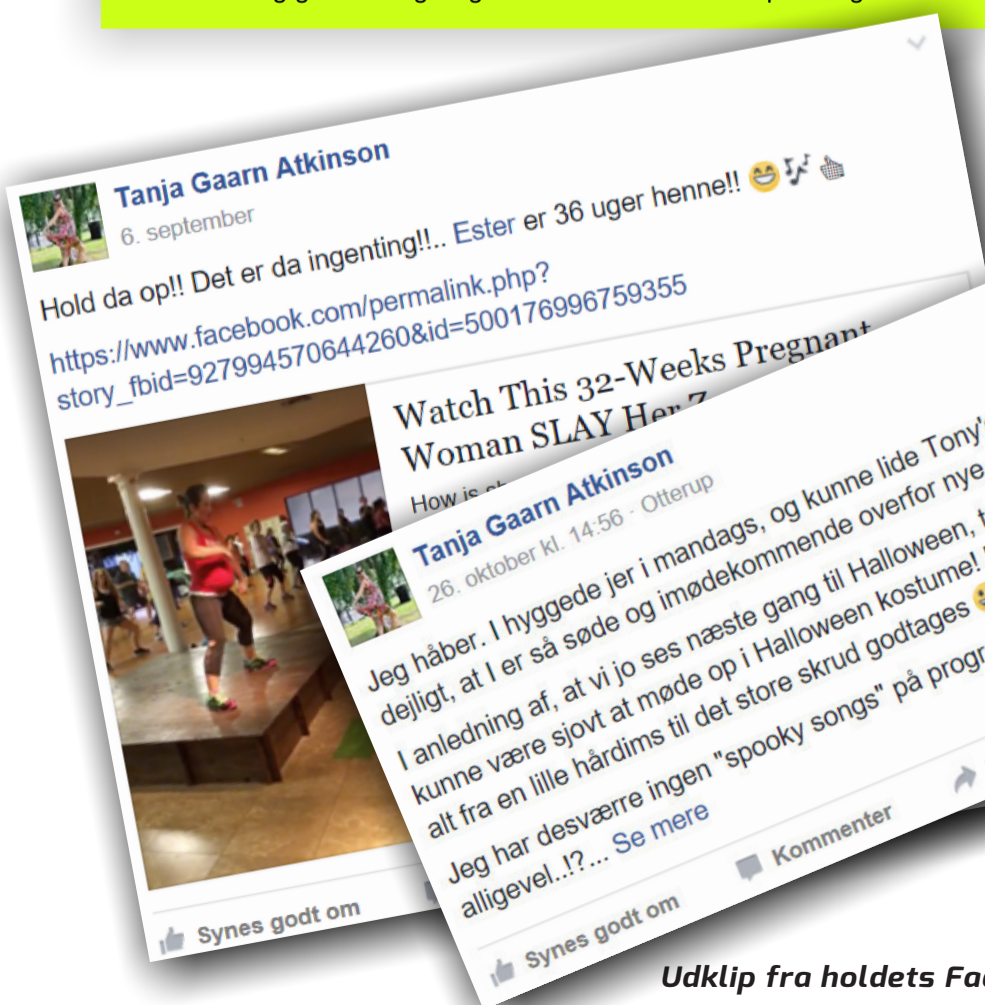 Tanja Gaarn Atkinson
6. september
Hold da op!! Det er da ingenting!!.. Ester er 36 uger henne!! 😄🎶👍
https://www.facebook.com/permalink.php?
story_fbid=927994570644260&id=500176996759355
Watch This 32-Weeks Pregnant
Woman SLAY Her
How is
Synes godt om
Tanja Gaarn Atkinson
26. oktober kl. 14:56 · Otterup
Jeg håber. I hyggede jer i mandags, og kunne lide Tony'
dejligt, at I er så søde og imødekommende overfor nye
I anledning af, at vi jo ses næste gang til Halloween, t
kunne være sjovt at møde op i Halloween kostume!
alt fra en lille hårdims til det store skrud godtages
Jeg har desværre ingen "spooky songs" på progr
alligevel..!?... Se mere
Synes godt om Kommenter
Udklip fra holdets Fa